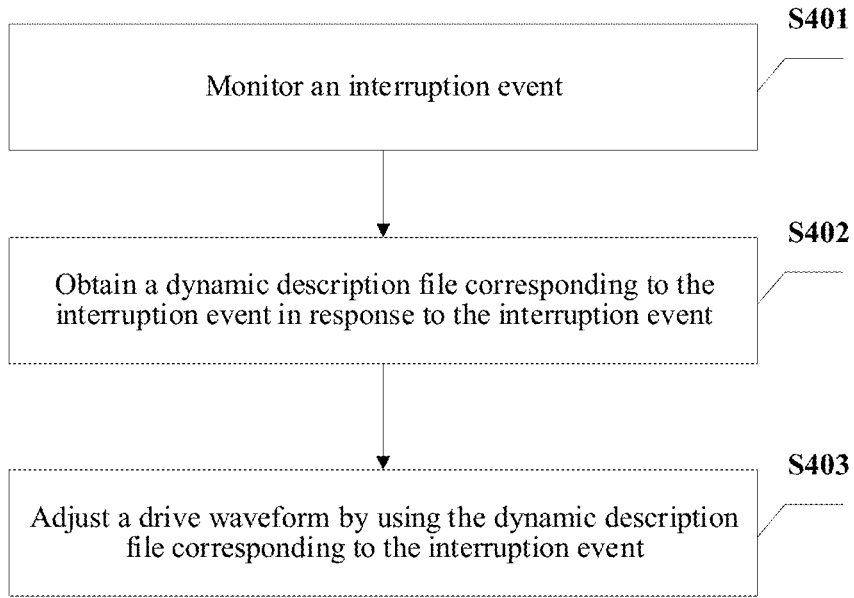 S401
Monitor an interruption event
S402
Obtain a dynamic description file corresponding to the
interruption event in response to the interruption event
S403
Adjust a drive waveform by using the dynamic description
file corresponding to the interruption event